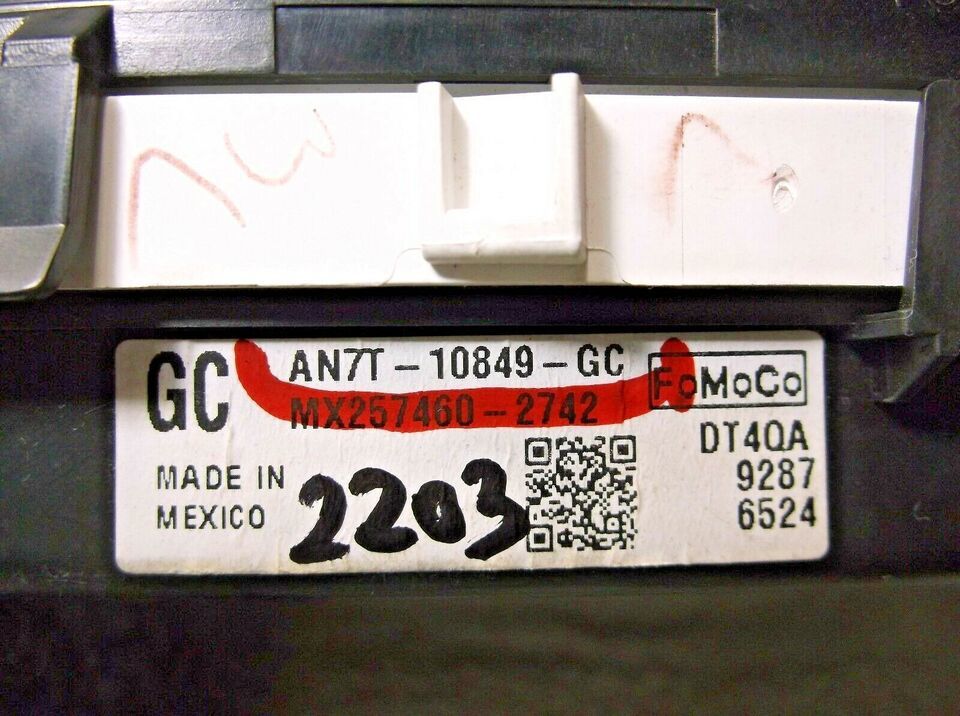 GC
AN7T-10849-GC
FoMoCo
MX257460-2742
DT4QA
MADE IN
MEXICO
2203
9287
6524